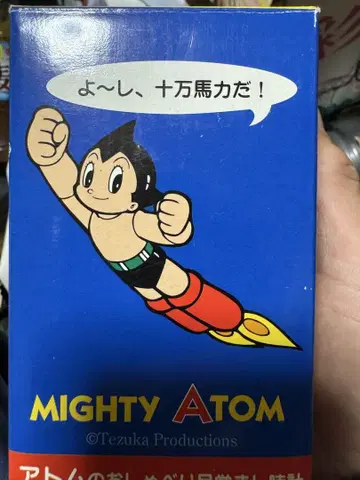 よ〜し、十万馬力だ！
MIGHTY ATOM
©Tezuka Productions
アトムのおしゃべり目覚まし時計